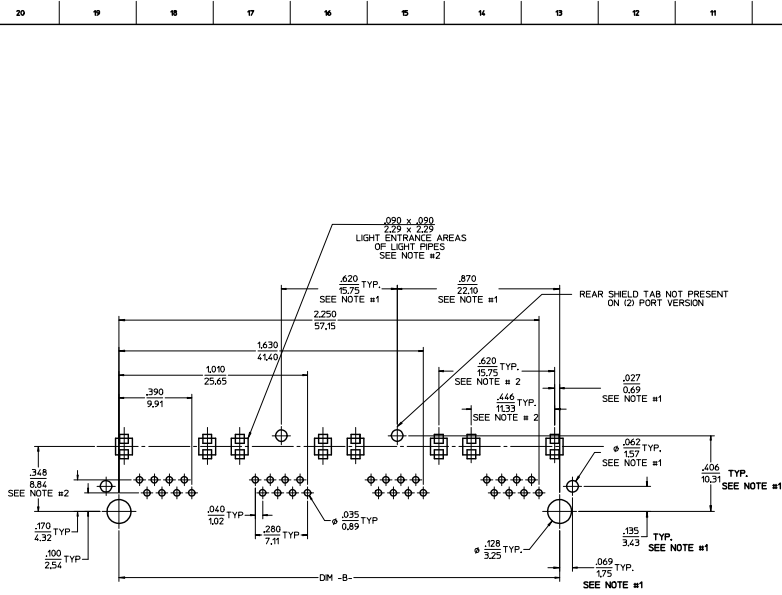 20 19 18 17 16 15 14 13 12 11
.090 x .090
2.29 x 2.29
LIGHT ENTRANCE AREAS
OF LIGHT PIPES
SEE NOTE #2
.620 TYP.
15.75
SEE NOTE #1
.870
22.10
SEE NOTE #1
REAR SHIELD TAB NOT PRESENT
ON (2) PORT VERSION
2.250
57.15
1.630
41.40
1.010
25.65
.390
9.91
.620 TYP.
15.75
SEE NOTE # 2
.446 TYP.
11.33
SEE NOTE # 2
.027
0.69
SEE NOTE #1
ø .062 TYP.
1.57
SEE NOTE #1
.406 TYP.
10.31
SEE NOTE #1
.348
8.84
SEE NOTE #2
.170 TYP
4.32
.100 TYP
2.54
.040 TYP
1.02
.280 TYP
7.11
ø .035 TYP
0.89
ø .128 TYP.
3.25
.135 TYP.
3.43
SEE NOTE #1
.069 TYP.
1.75
SEE NOTE #1
DIM -B-